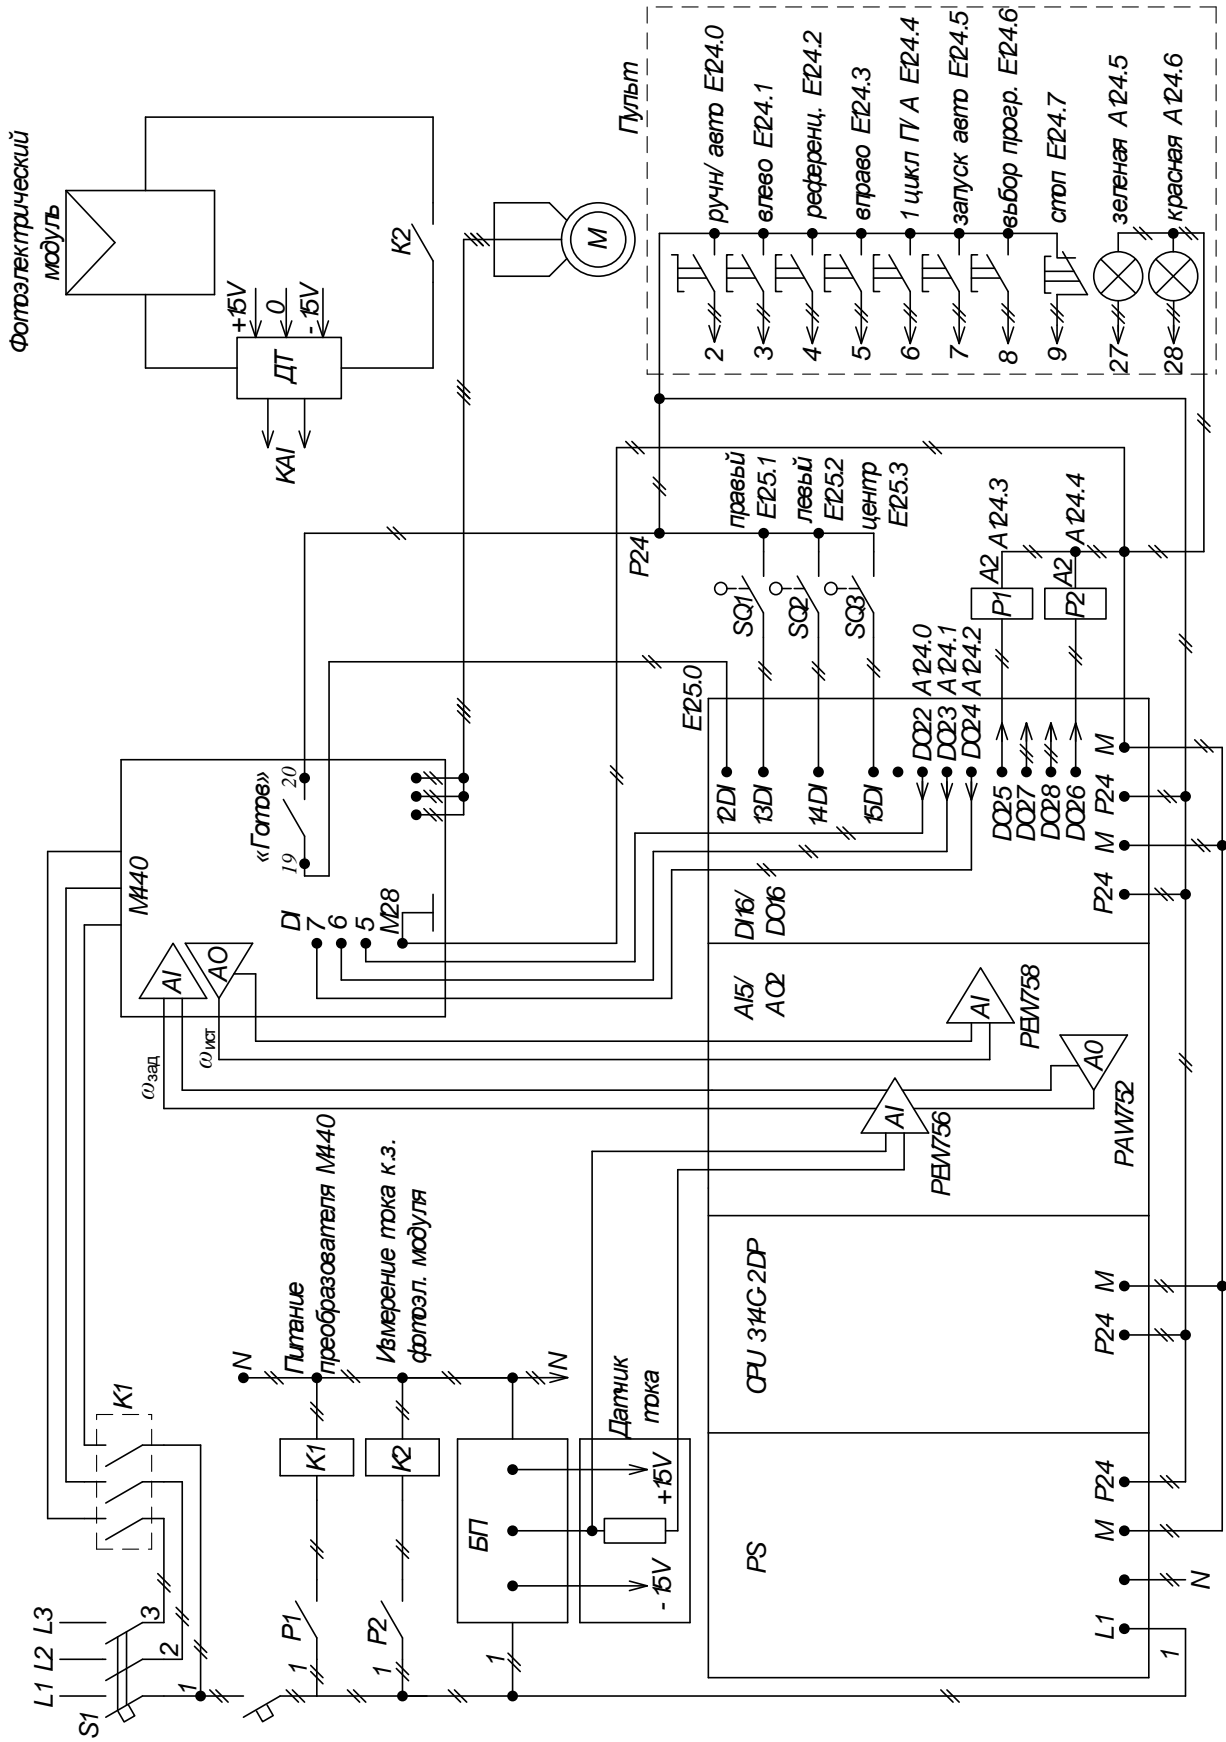 L1
L2
L3
S1
1
2
3
K1
N
Питание
преобразователя М440
Измерение тока к.з.
фотоэл. модуля
P1
1
K1
P2
1
K2
1
БП
N
Датчик
тока
-15V
+15V
M440
AI
AO
ωзад
ωист
DI
7
6
5
M28
«Готов»
19
20
Фотоэлектрический
модуль
ДТ
+15V
0
-15V
KAI
K2
M
Пульт
ручн/ авто E124.0
влево E124.1
референц. E124.2
вправо E124.3
1 цикл П/ А E124.4
запуск авто E124.5
выбор прогр. E124.6
стоп E124.7
зеленая A124.5
красная A124.6
2
3
4
5
6
7
8
9
27
28
P24
правый
E125.1
левый
E125.2
центр
E125.3
SQ1
SQ2
SQ3
E125.0
12DI
13DI
14DI
15DI
DO22 A124.0
DO23 A124.1
DO24 A124.2
DO25
DO27
DO28
DO26
P1
A2
A124.3
P2
A2
A124.4
PS
CPU 314C-2DP
AI5/
AO2
DI16/
DO16
AI
PEW756
AI
PEW758
A0
PAW752
L1
N
M
P24
P24
M
P24
M
P24
M
1